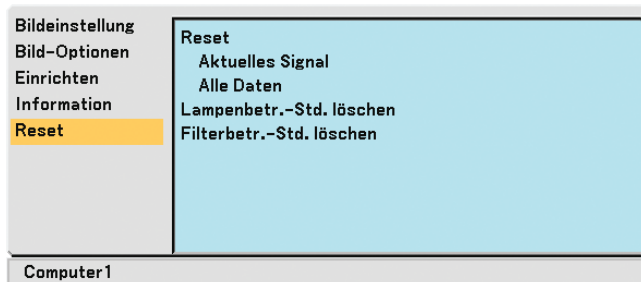 Bildeinstellung
Bild-Optionen
Einrichten
Information
Reset
Reset
Aktuelles Signal
Alle Daten
Lampenbetr.-Std. löschen
Filterbetr.-Std. löschen
Computer1